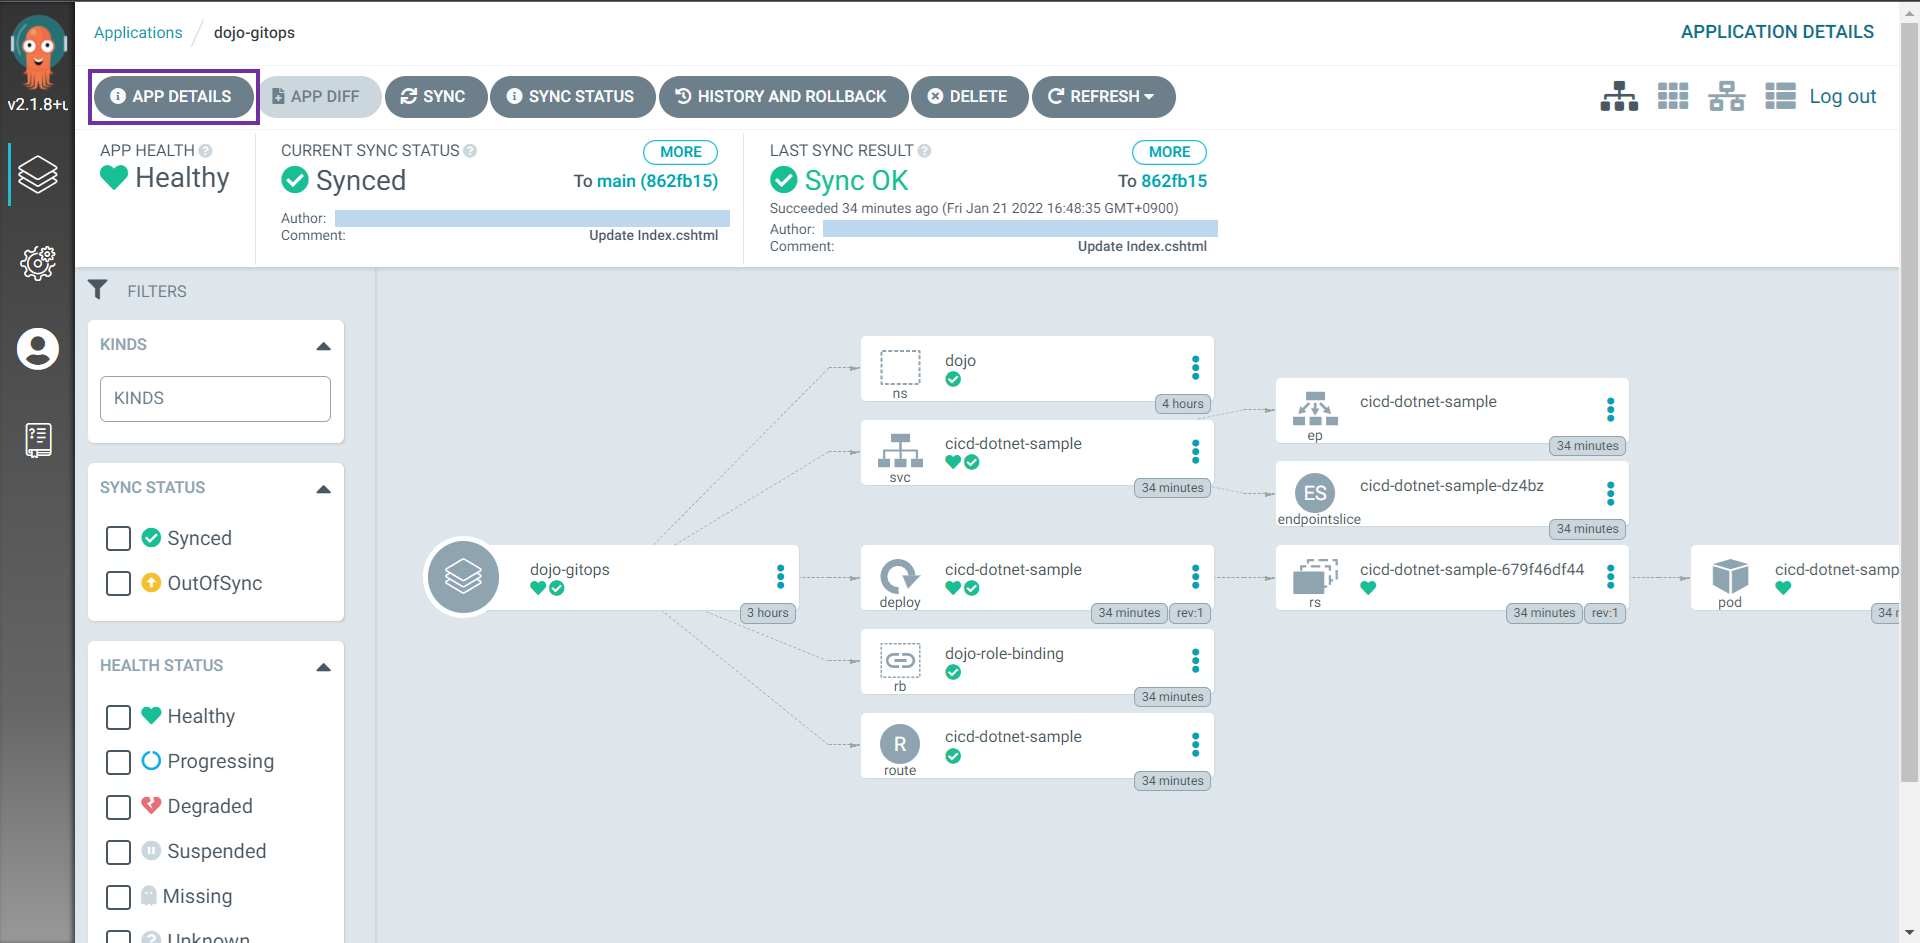 Applications / dojo-gitops
APPLICATION DETAILS
v2.1.8+u
APP DETAILS
APP DIFF
SYNC
SYNC STATUS
HISTORY AND ROLLBACK
DELETE
REFRESH
Log out
APP HEALTH
Healthy
CURRENT SYNC STATUS
MORE
Synced
To main (862fb15)
Author:
Comment: Update Index.cshtml
LAST SYNC RESULT
MORE
Sync OK
To 862fb15
Succeeded 34 minutes ago (Fri Jan 21 2022 16:48:35 GMT+0900)
Author:
Comment: Update Index.cshtml
FILTERS
KINDS
KINDS
SYNC STATUS
Synced
OutOfSync
HEALTH STATUS
Healthy
Progressing
Degraded
Suspended
Missing
Unknown
dojo-gitops
3 hours
dojo
ns
4 hours
cicd-dotnet-sample
svc
34 minutes
cicd-dotnet-sample
deploy
34 minutes rev:1
dojo-role-binding
rb
34 minutes
cicd-dotnet-sample
R
route
34 minutes
cicd-dotnet-sample
ep
34 minutes
cicd-dotnet-sample-dz4bz
ES
endpointslice
34 minutes
cicd-dotnet-sample-679f46df44
rs
34 minutes rev:1
cicd-dotnet-samp
pod
34 r